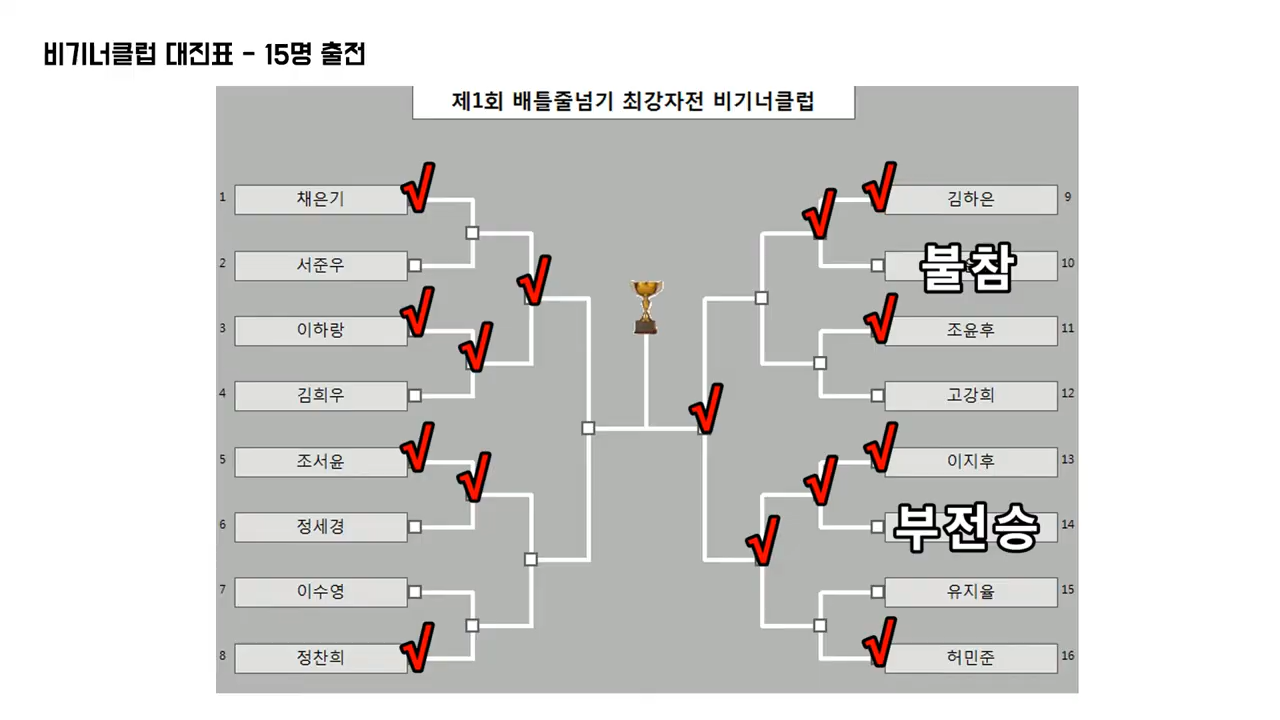 비기너클럽 대진표 - 15명 출전
제1회 배틀줄넘기 최강자전 비기너클럽
1 채은기
2 서준우
3 이하랑
4 김희우
5 조서윤
6 정세경
7 이수영
8 정찬희
김하은 9
불참 10
조윤후 11
고강희 12
이지후 13
부전승 14
유지율 15
허민준 16